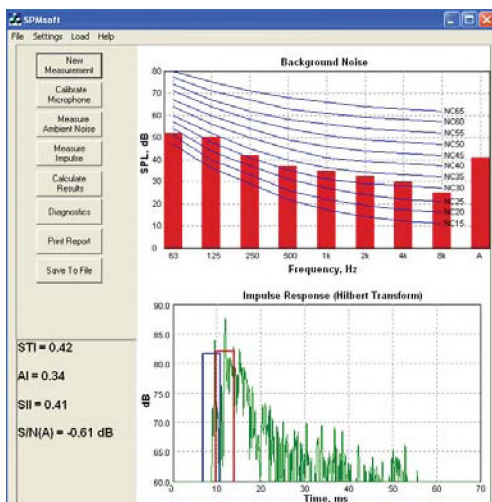 SPMsoft
File Settings Load Help
New
Measurement
Calibrate
Microphone
Measure
Ambient Noise
Measure
Impulse
Calculate
Results
Diagnostics
Print Report
Save To File
STI = 0.42
AI = 0.34
SII = 0.41
S/N(A) = -0.61 dB
Background Noise
SPL, dB
80
70
60
50
40
30
20
10
0
NC65
NC60
NC55
NC50
NC45
NC40
NC35
NC30
NC25
NC20
NC15
63 125 250 500 1k 2k 4k 8k A
Frequency, Hz
Impulse Response (Hilbert Transform)
dB
90.0
85.0
80.0
75.0
70.0
65.0
60.0
0 10 20 30 40 50 60 70
Time, ms